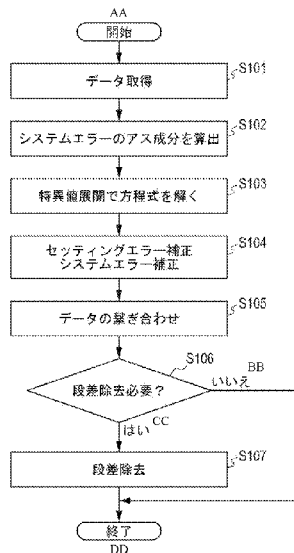 AA
開始
S101
データ取得
S102
システムエラーのアス成分を算出
S103
特異値展開で方程式を解く
S104
セッティングエラー補正
システムエラー補正
S105
データの繋ぎ合わせ
S106
段差除去必要?
BB
いいえ
CC
はい
S107
段差除去
終了
DD